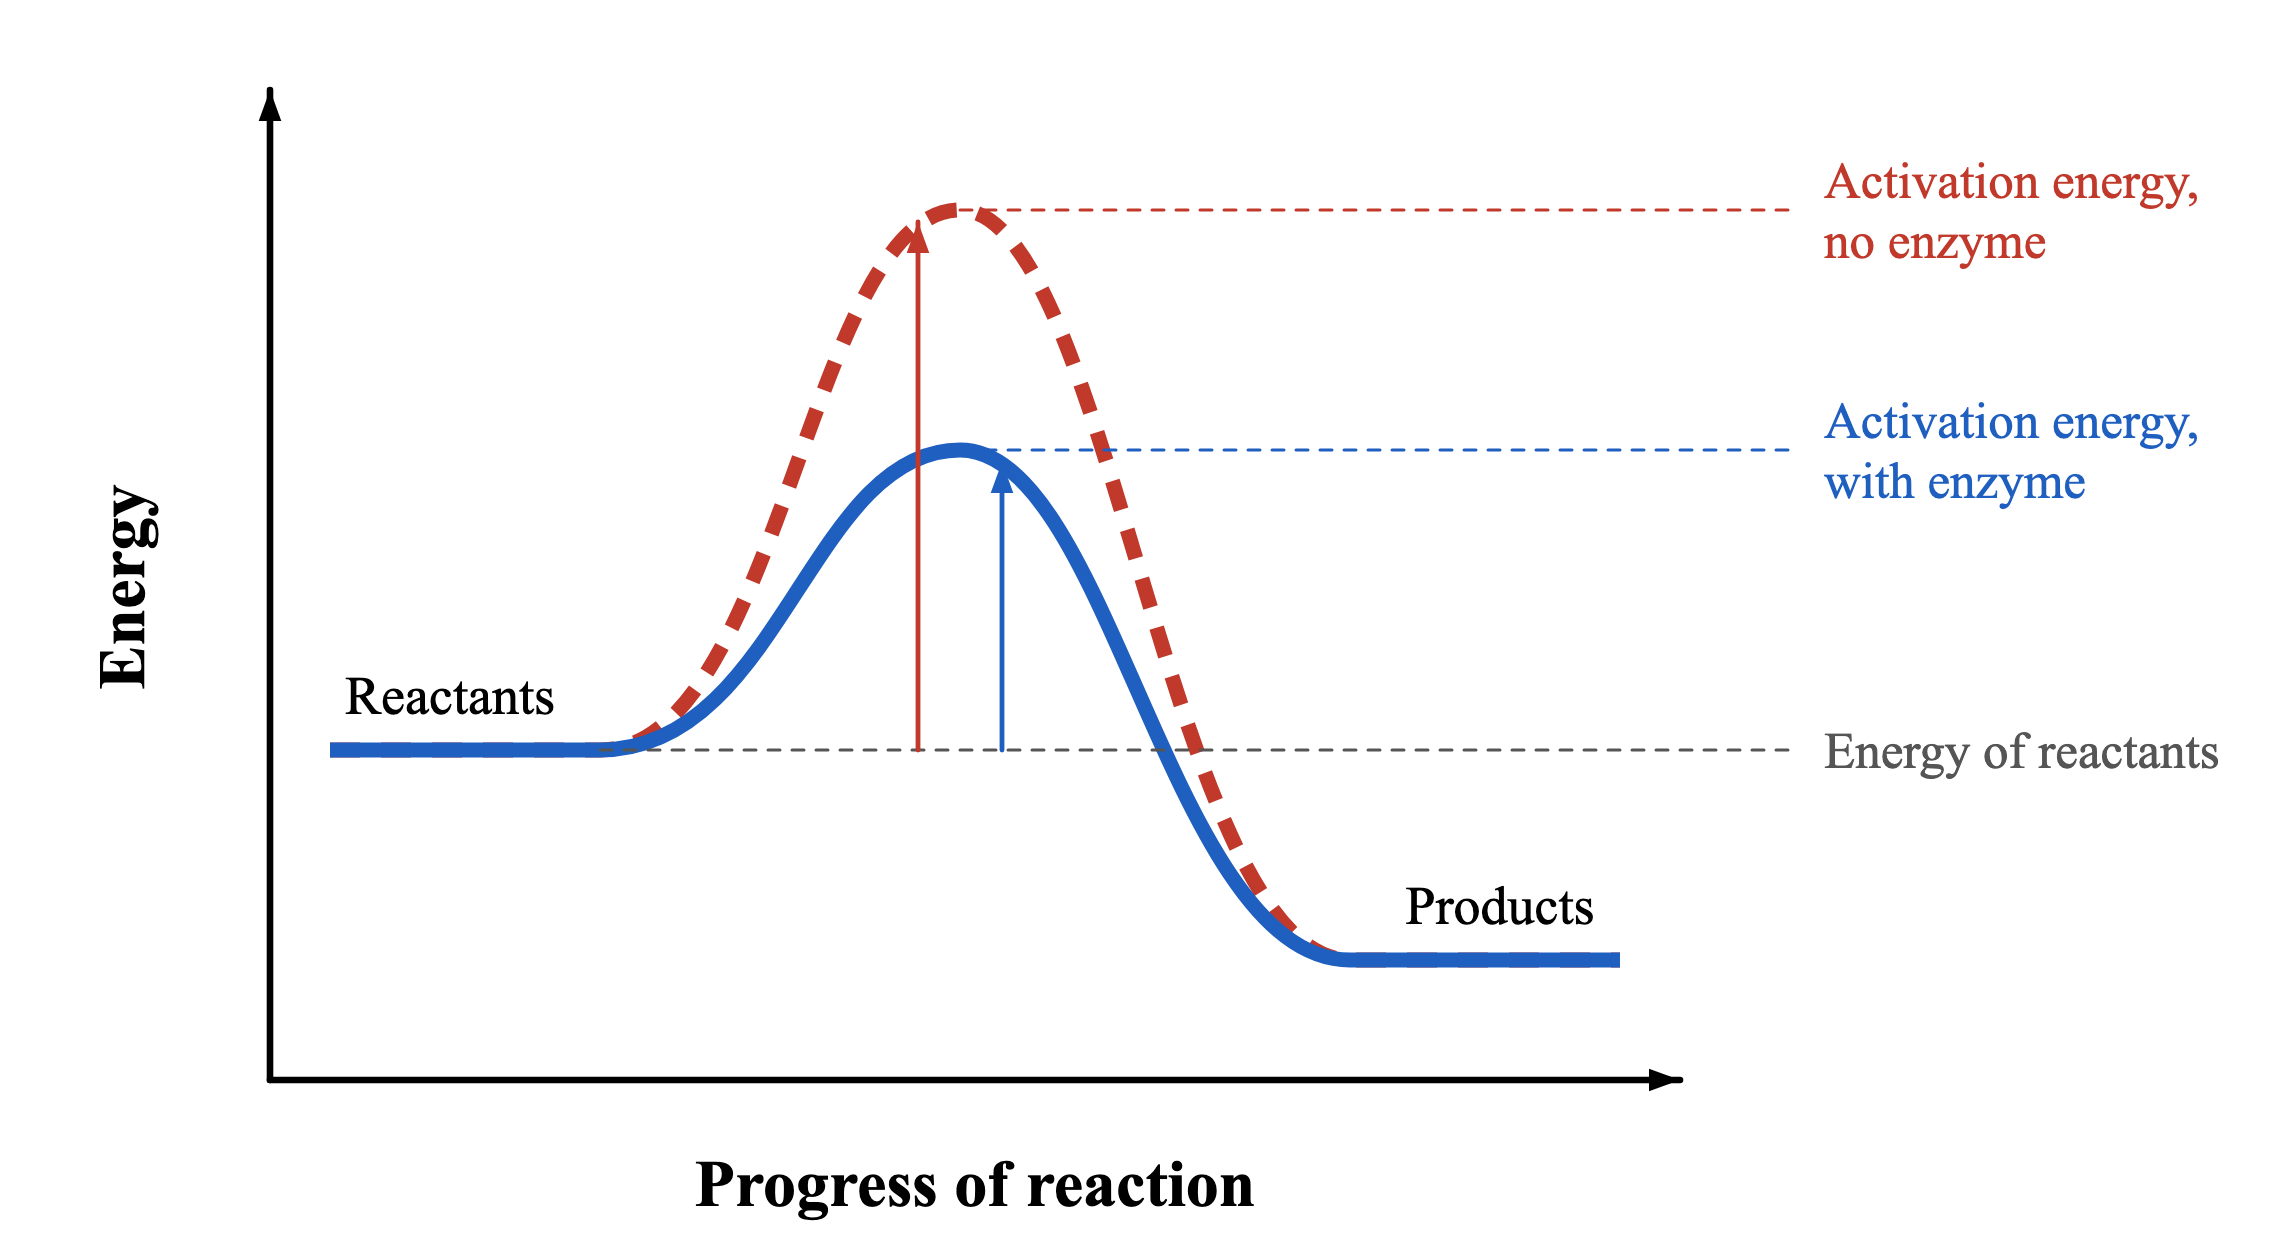 Activation energy,
no enzyme
Activation energy,
with enzyme
Energy
Reactants
Energy of reactants
Products
Progress of reaction